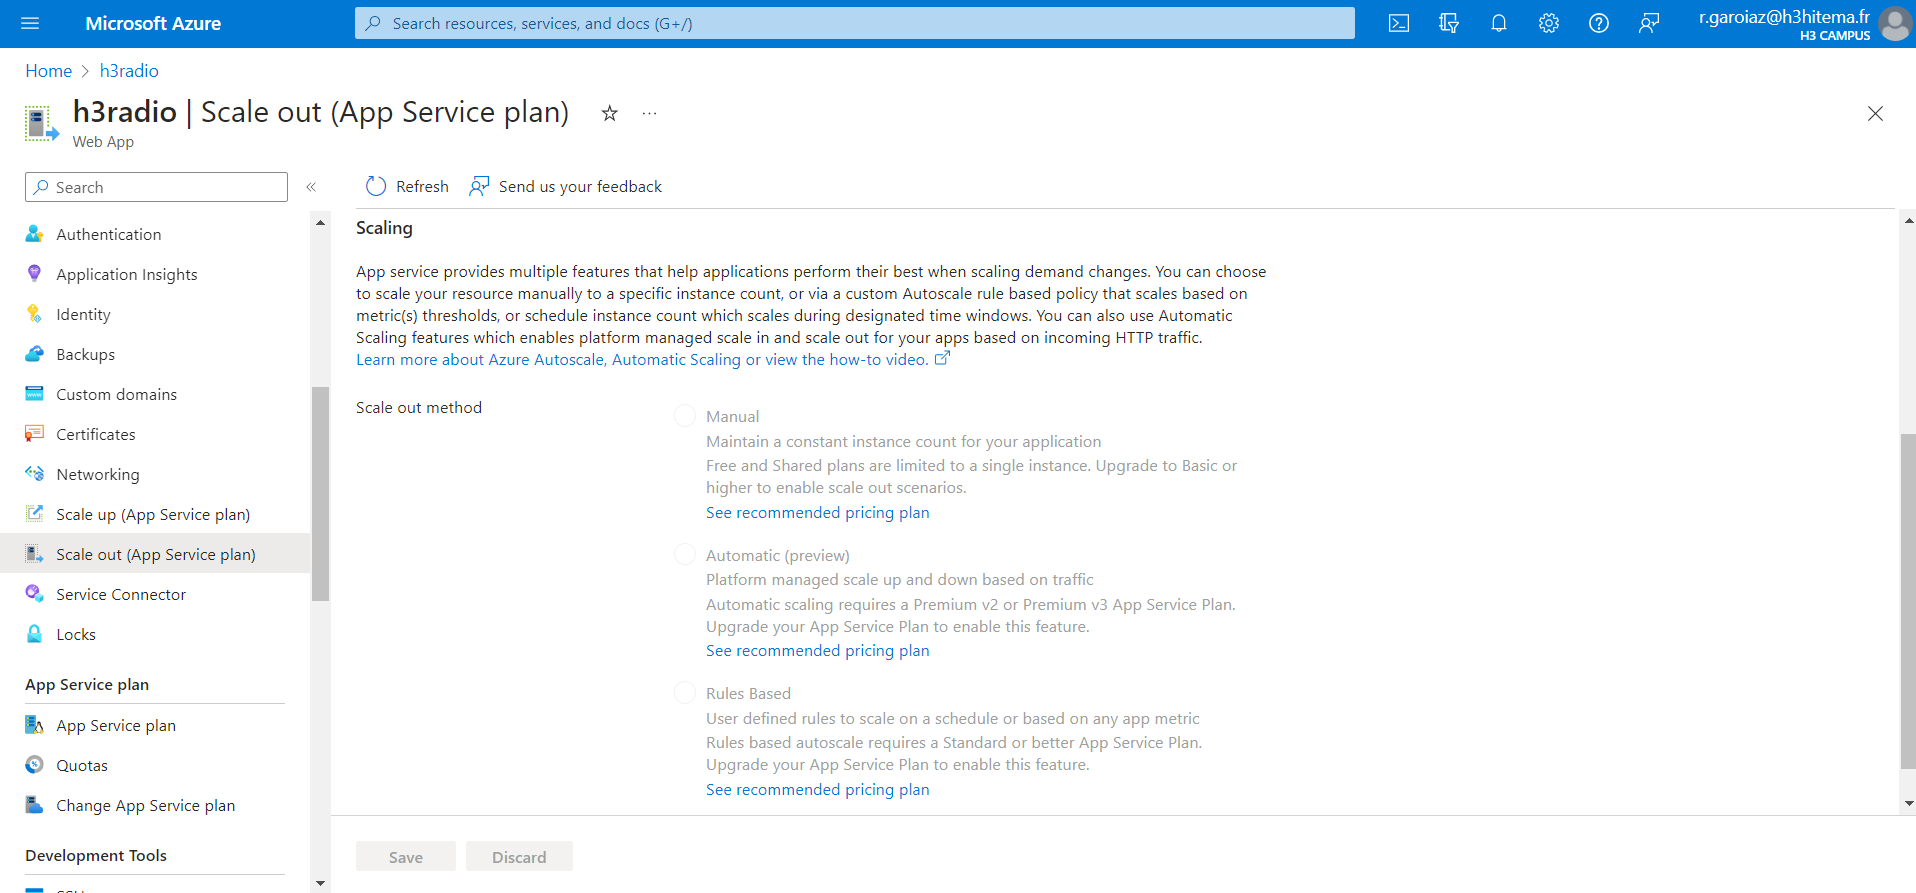 Microsoft Azure
Search resources, services, and docs (G+/)
r.garoiaz@h3hitema.fr
H3 CAMPUS
Home > h3radio
h3radio | Scale out (App Service plan)
Web App
Search
Refresh
Send us your feedback
Authentication
Application Insights
Identity
Backups
Custom domains
Certificates
Networking
Scale up (App Service plan)
Scale out (App Service plan)
Service Connector
Locks
App Service plan
App Service plan
Quotas
Change App Service plan
Development Tools
Scaling
App service provides multiple features that help applications perform their best when scaling demand changes. You can choose
to scale your resource manually to a specific instance count, or via a custom Autoscale rule based policy that scales based on
metric(s) thresholds, or schedule instance count which scales during designated time windows. You can also use Automatic
Scaling features which enables platform managed scale in and scale out for your apps based on incoming HTTP traffic.
Learn more about Azure Autoscale, Automatic Scaling or view the how-to video.
Scale out method
Manual
Maintain a constant instance count for your application
Free and Shared plans are limited to a single instance. Upgrade to Basic or
higher to enable scale out scenarios.
See recommended pricing plan
Automatic (preview)
Platform managed scale up and down based on traffic
Automatic scaling requires a Premium v2 or Premium v3 App Service Plan.
Upgrade your App Service Plan to enable this feature.
See recommended pricing plan
Rules Based
User defined rules to scale on a schedule or based on any app metric
Rules based autoscale requires a Standard or better App Service Plan.
Upgrade your App Service Plan to enable this feature.
See recommended pricing plan
Save
Discard